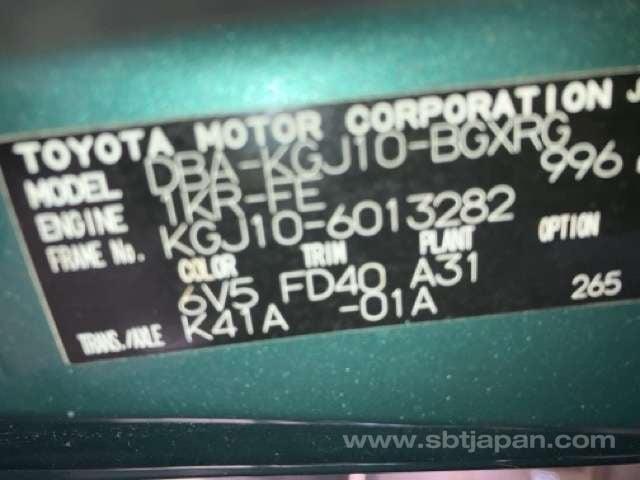 TOYOTA MOTOR CORPORATION J
MODEL DBA-KGJ10-BGXRG
ENGINE 1KR-FE 996
FRAME No. KGJ10-6013282
COLOR TRIM PLANT OPTION
6V5 FD40 A31
TRANS./AXLE K41A -01A 265
www.sbtjapan.com